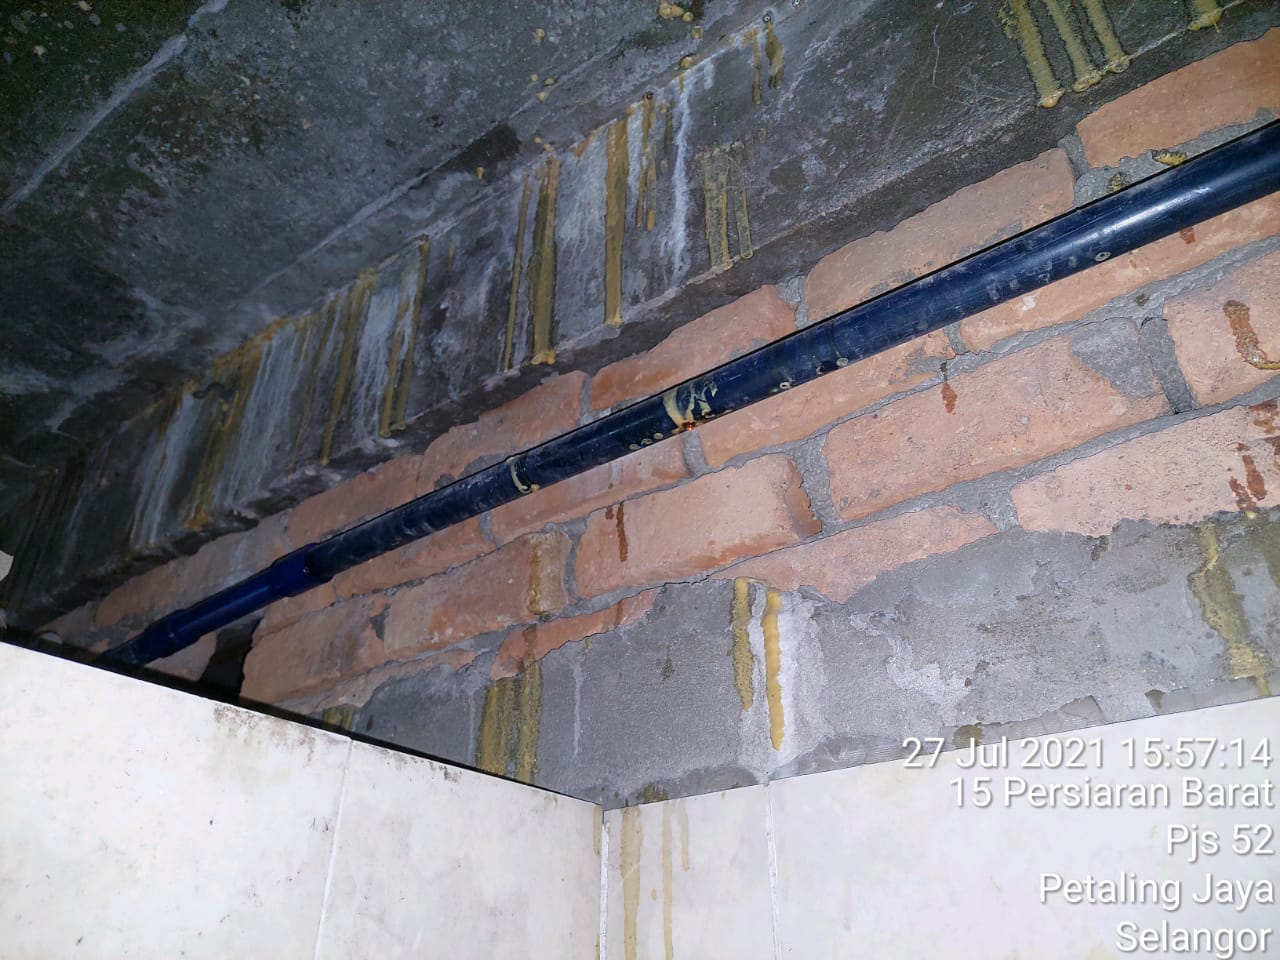 27 Jul 2021 15:57:14
15 Persiaran Barat
Pjs 52
Petaling Jaya
Selangor